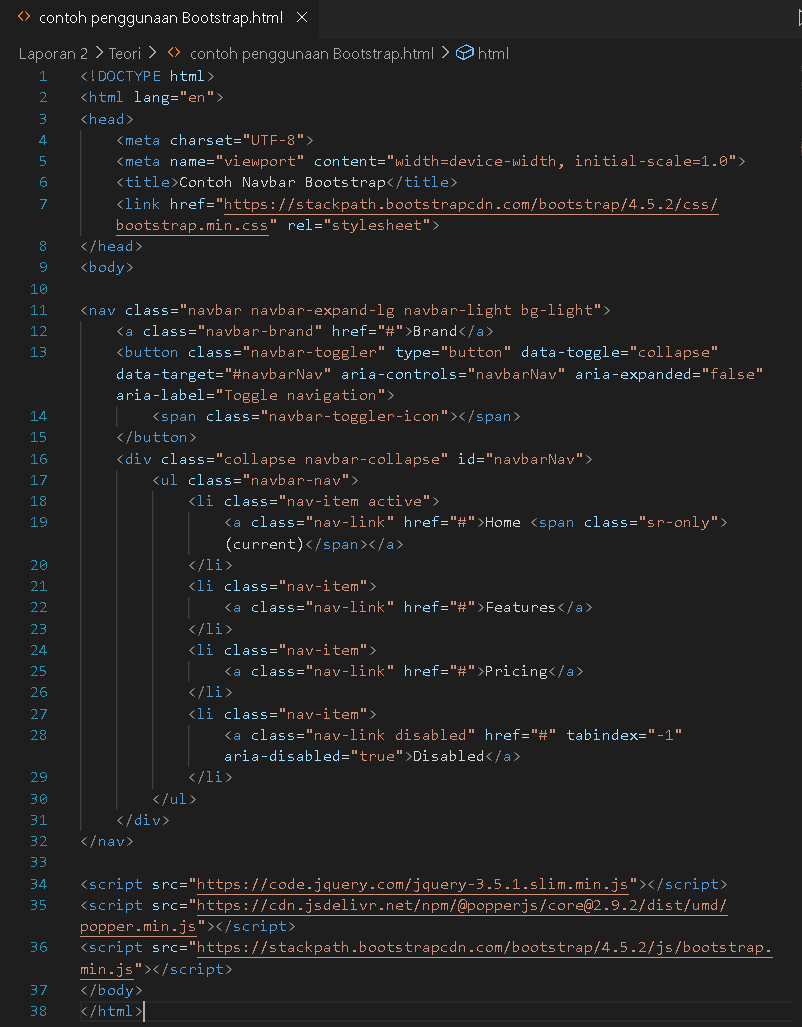 contoh penggunaan Bootstrap.html
Laporan 2 > Teori > contoh penggunaan Bootstrap.html > html
1 <!DOCTYPE html>
2 <html lang="en">
3 <head>
4 <meta charset="UTF-8">
5 <meta name="viewport" content="width=device-width, initial-scale=1.0">
6 <title>Contoh Navbar Bootstrap</title>
7 <link href="https://stackpath.bootstrapcdn.com/bootstrap/4.5.2/css/
bootstrap.min.css" rel="stylesheet">
8 </head>
9 <body>
10
11 <nav class="navbar navbar-expand-lg navbar-light bg-light">
12 <a class="navbar-brand" href="#">Brand</a>
13 <button class="navbar-toggler" type="button" data-toggle="collapse"
data-target="#navbarNav" aria-controls="navbarNav" aria-expanded="false"
aria-label="Toggle navigation">
14 <span class="navbar-toggler-icon"></span>
15 </button>
16 <div class="collapse navbar-collapse" id="navbarNav">
17 <ul class="navbar-nav">
18 <li class="nav-item active">
19 <a class="nav-link" href="#">Home <span class="sr-only">
(current)</span></a>
20 </li>
21 <li class="nav-item">
22 <a class="nav-link" href="#">Features</a>
23 </li>
24 <li class="nav-item">
25 <a class="nav-link" href="#">Pricing</a>
26 </li>
27 <li class="nav-item">
28 <a class="nav-link disabled" href="#" tabindex="-1"
aria-disabled="true">Disabled</a>
29 </li>
30 </ul>
31 </div>
32 </nav>
33
34 <script src="https://code.jquery.com/jquery-3.5.1.slim.min.js"></script>
35 <script src="https://cdn.jsdelivr.net/npm/@popperjs/core@2.9.2/dist/umd/
popper.min.js"></script>
36 <script src="https://stackpath.bootstrapcdn.com/bootstrap/4.5.2/js/bootstrap.
min.js"></script>
37 </body>
38 </html>